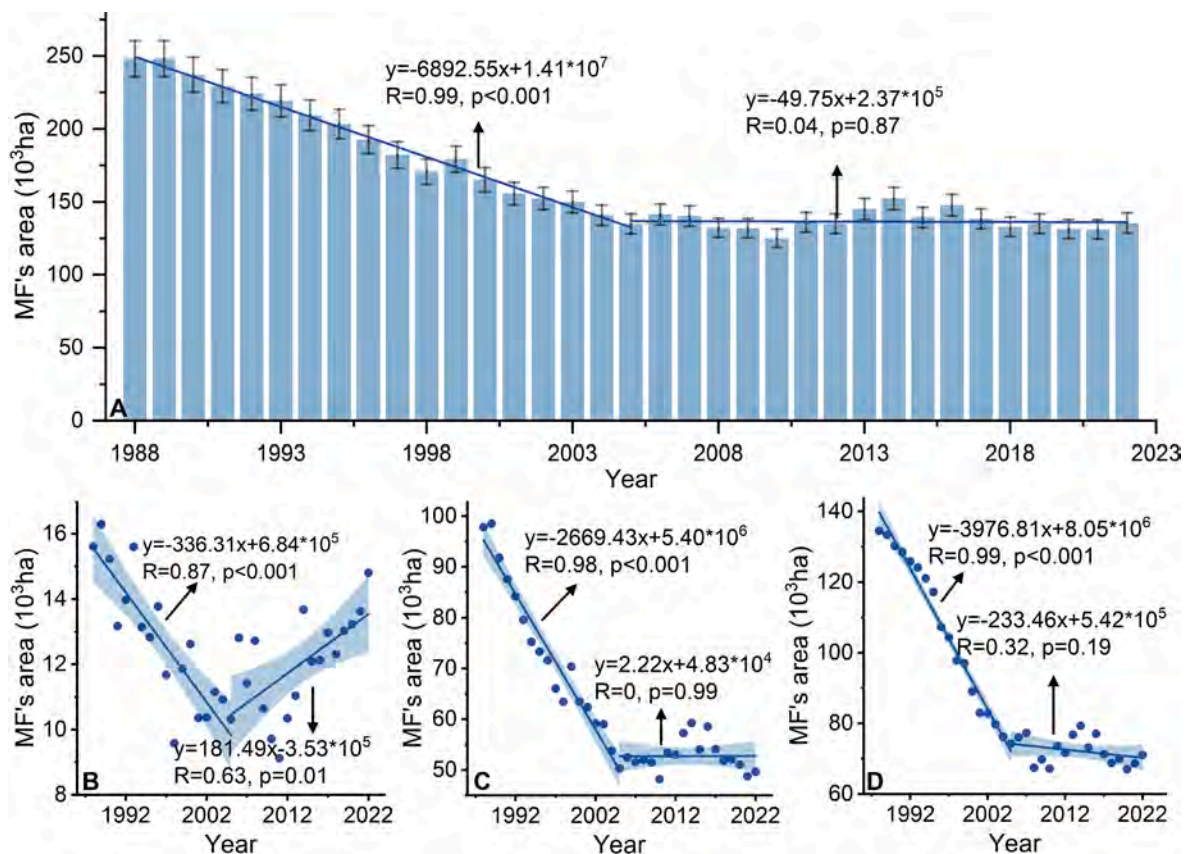 250
200
150
100
50
0
MF's area (10³ha)
y=-6892.55x+1.41*10⁷
R=0.99, p<0.001
y=-49.75x+2.37*10⁵
R=0.04, p=0.87
A
1988 1993 1998 2003 2008 2013 2018 2023
Year
16
14
12
10
8
MF's area (10³ha)
y=-336.31x+6.84*10⁵
R=0.87, p<0.001
y=181.49x-3.53*10⁵
R=0.63, p=0.01
B
1992 2002 2012 2022
Year
100
90
80
70
60
50
MF's area (10³ha)
y=-2669.43x+5.40*10⁶
R=0.98, p<0.001
y=2.22x+4.83*10⁴
R=0, p=0.99
C
1992 2002 2012 2022
Year
140
120
100
80
60
MF's area (10³ha)
y=-3976.81x+8.05*10⁶
R=0.99, p<0.001
y=-233.46x+5.42*10⁵
R=0.32, p=0.19
D
1992 2002 2012 2022
Year